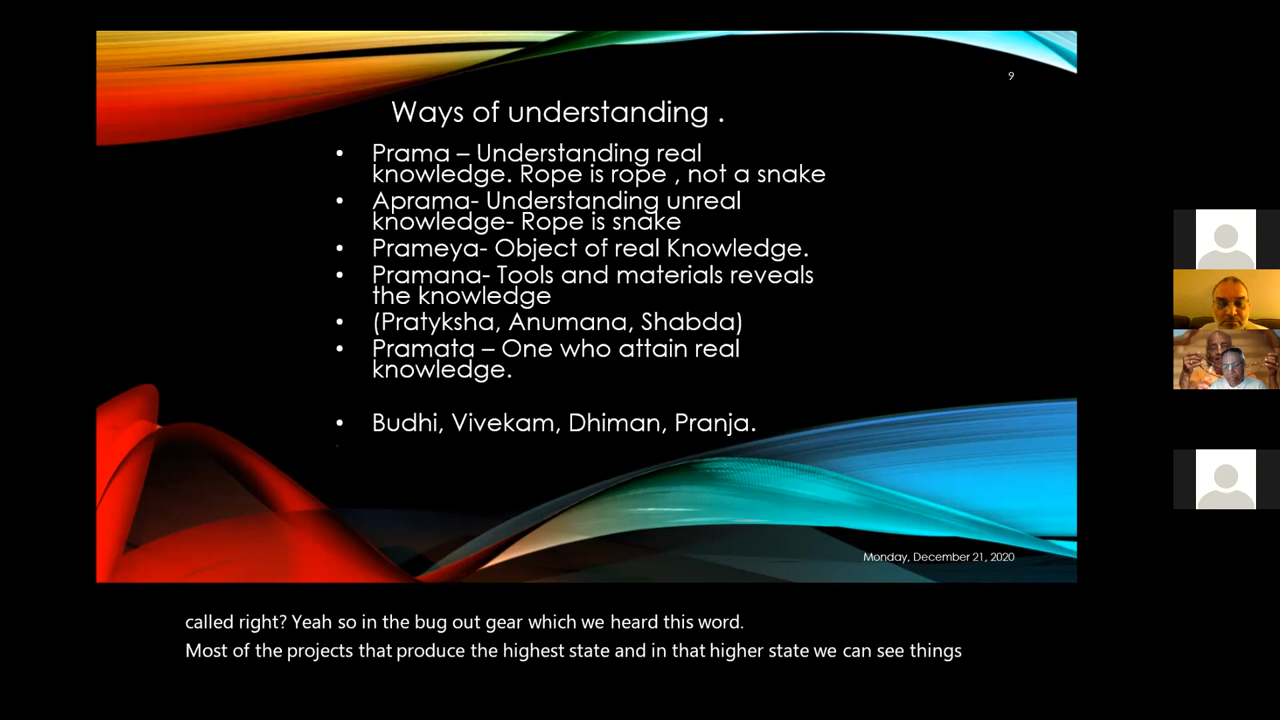 9
Ways of understanding .
• Prama – Understanding real
knowledge. Rope is rope , not a snake
• Aprama- Understanding unreal
knowledge- Rope is snake
• Prameya- Object of real Knowledge.
• Pramana- Tools and materials reveals
the knowledge
• (Pratyksha, Anumana, Shabda)
• Pramata – One who attain real
knowledge.
• Budhi, Vivekam, Dhiman, Pranja.
Monday, December 21, 2020
called right? Yeah so in the bug out gear which we heard this word.
Most of the projects that produce the highest state and in that higher state we can see things